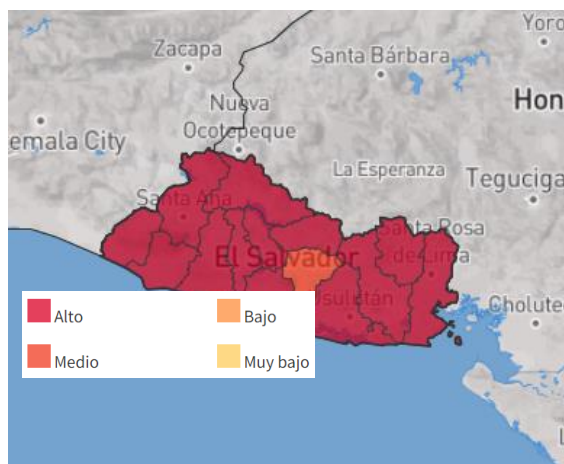 Yoro
Zacapa
Santa Bárbara
Nueva
Ocotepeque
Hon
emala City
La Esperanza
Teguciga
Santa Ana
Santa Rosa
de Lima
El Salvador
Usulután
Cholute
Alto
Bajo
Medio
Muy bajo
L